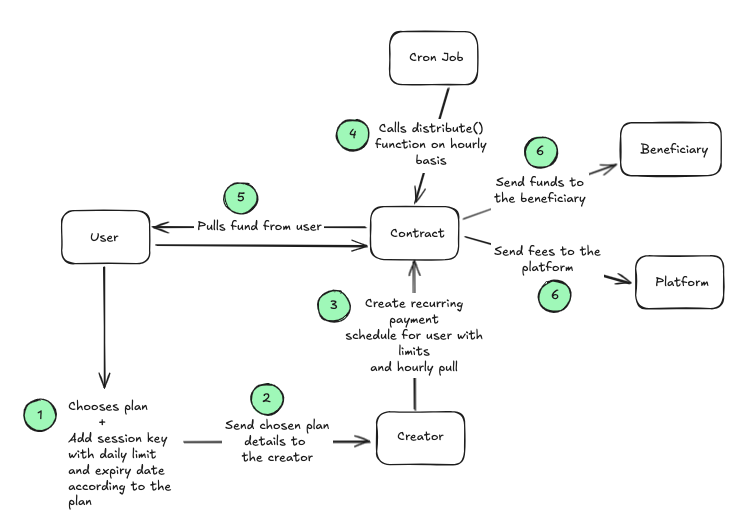 Cron Job
4
Calls distribute()
function on hourly
basis
6
Beneficiary
Send funds to
the beneficiary
5
Pulls fund from user
User
Contract
Send fees to the
platform
6
Platform
3
Create recurring
payment
schedule for user with
limits
and hourly pull
1
Chooses plan
+
Add session key
with daily limit
and expiry date
according to the
plan
2
Send chosen plan
details to
the creator
Creator